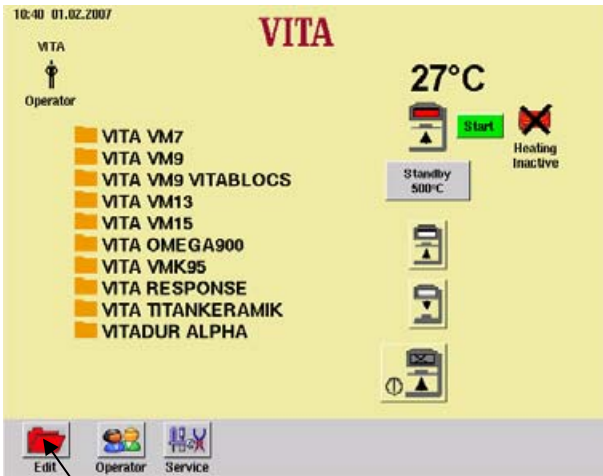 10:40 01.02.2007
VITA
VITA
Operator
27°C
Start
Heating
Inactive
Standby
500°C
VITA VM7
VITA VM9
VITA VM9 VITABLOCS
VITA VM13
VITA VM15
VITA OMEGA900
VITA VMK95
VITA RESPONSE
VITA TITANKERAMIK
VITADUR ALPHA
Edit
Operator
Service